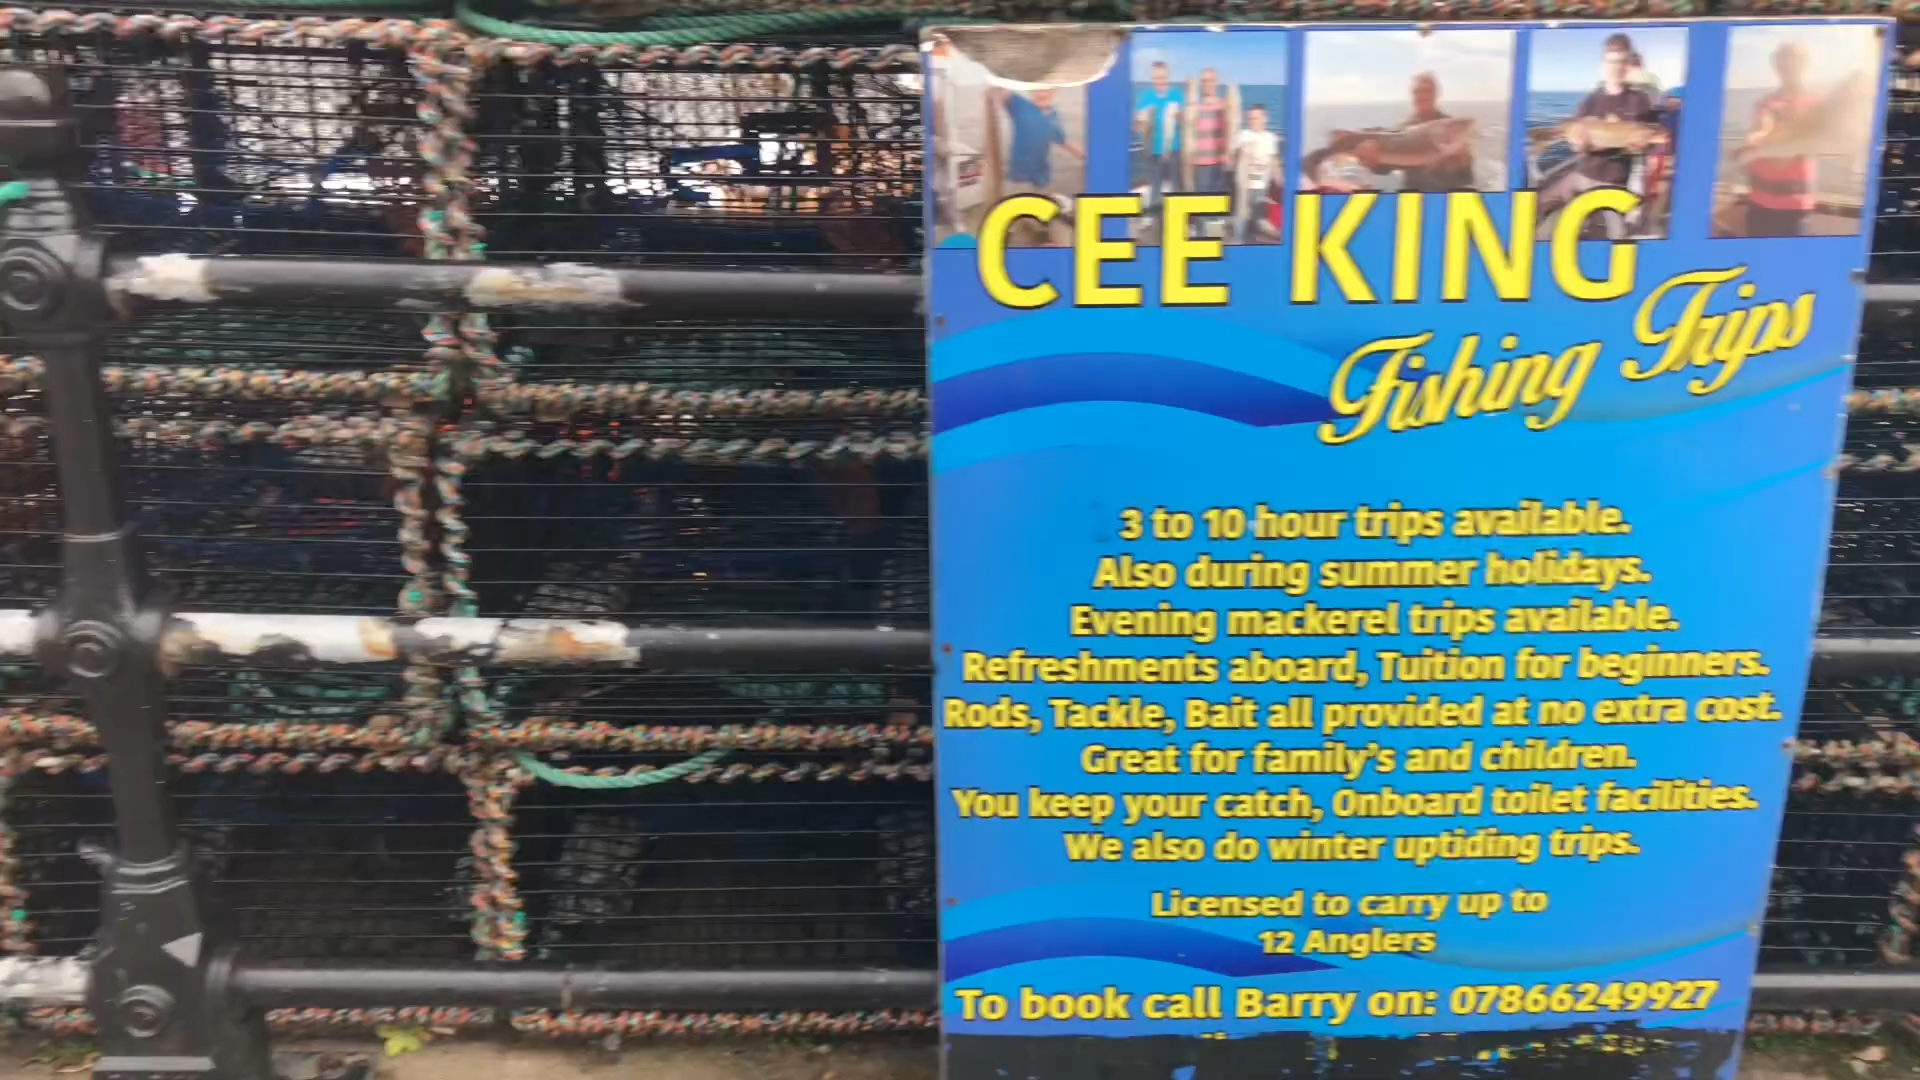 CEE KING
Fishing Trips
3 to 10 hour trips available.
Also during summer holidays.
Evening mackerel trips available.
Refreshments aboard, Tuition for beginners.
Rods, Tackle, Bait all provided at no extra cost.
Great for family's and children.
You keep your catch, Onboard toilet facilities.
We also do winter uptiding trips.
Licensed to carry up to
12 Anglers
To book call Barry on: 07866249927